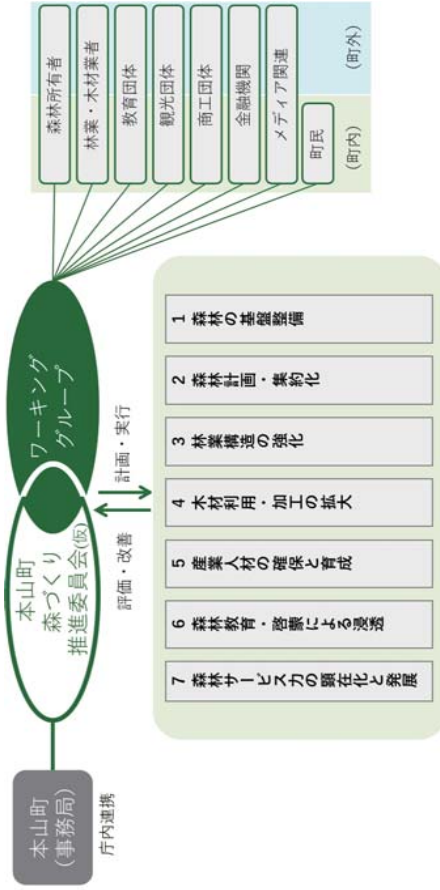 本山町
(事務局)
庁内連携
本山町
森づくり
推進委員会(仮)
ワーキング
グループ
評価・改善
計画・実行
森林所有者
林業・木材業者
教育団体
観光団体
商工団体
金融機関
メディア関連
町民
(町内)
(町外)
1 森林の基盤整備
2 森林計画・集約化
3 林業構造の強化
4 木材利用・加工の拡大
5 産業人材の確保と育成
6 森林教育・啓蒙による浸透
7 森林サービス力の顕在化と発展